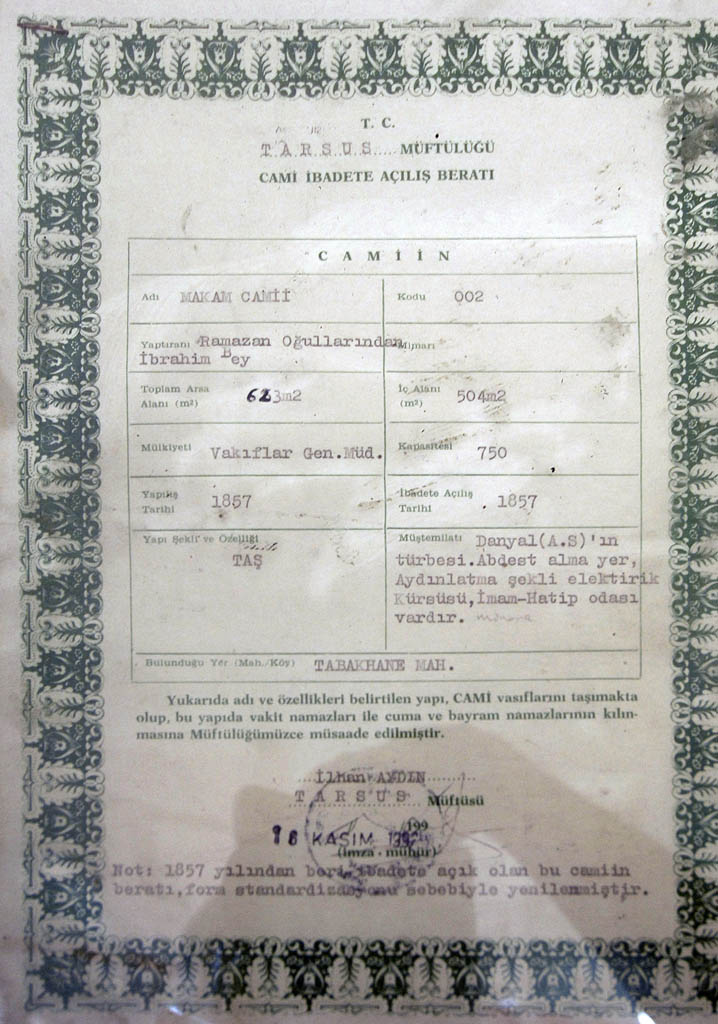 T. C.
TARSUS MÜFTÜLÜĞÜ
CAMİ İBADETE AÇILIŞ BERATI
CAMİİN
Adı MAKAM CAMİİ
Kodu 002
Yaptıranı Ramazan Oğullarından
İbrahim Bey
Mimarı
Toplam Arsa
Alanı (m²) 623m2
İç Alanı
(m²) 504m2
Mülkiyeti Vakıflar Gen.Müd.
Kapasitesi 750
Yapılış
Tarihi 1857
İbadete Açılış
Tarihi 1857
Yapı Şekli ve Özelliği
TAŞ
Müştemilatı Danyal(A.S)'ın
türbesi.Abdest alma yer,
Aydınlatma şekli elektirik
Kürsüsü,İmam-Hatip odası
vardır.
Bulunduğu Yer (Mah./Köy) TABAKHANE MAH.
Yukarıda adı ve özellikleri belirtilen yapı, CAMİ vasıflarını taşımakta
olup, bu yapıda vakit namazları ile cuma ve bayram namazlarının kılın-
masına Müftülüğümüzce müsaade edilmiştir.
İlhan AYDIN
TARSUS Müftüsü
199
18 KASIM
(İmza - mühür)
Not: 1857 yılından beri ibadete açık olan bu camiin
beratı,form standardizasyonu sebebiyle yenilenmiştir.